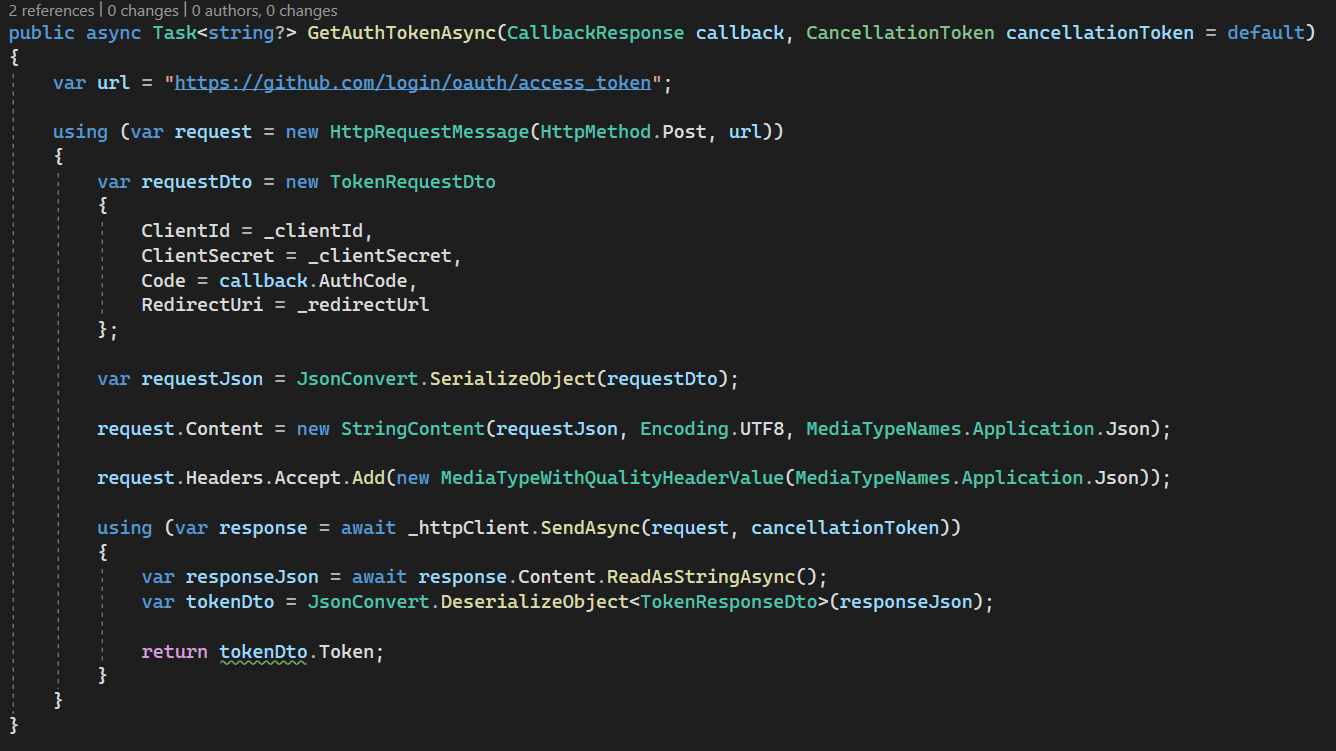 2 references | 0 changes | 0 authors, 0 changes
public async Task<string?> GetAuthTokenAsync(CallbackResponse callback, CancellationToken cancellationToken = default)
{
    var url = "https://github.com/login/oauth/access_token";
    using (var request = new HttpRequestMessage(HttpMethod.Post, url))
    {
        var requestDto = new TokenRequestDto
        {
            ClientId = _clientId,
            ClientSecret = _clientSecret,
            Code = callback.AuthCode,
            RedirectUri = _redirectUrl
        };
        var requestJson = JsonConvert.SerializeObject(requestDto);
        request.Content = new StringContent(requestJson, Encoding.UTF8, MediaTypeNames.Application.Json);
        request.Headers.Accept.Add(new MediaTypeWithQualityHeaderValue(MediaTypeNames.Application.Json));
        using (var response = await _httpClient.SendAsync(request, cancellationToken))
        {
            var responseJson = await response.Content.ReadAsStringAsync();
            var tokenDto = JsonConvert.DeserializeObject<TokenResponseDto>(responseJson);
            return tokenDto.Token;
        }
    }
}